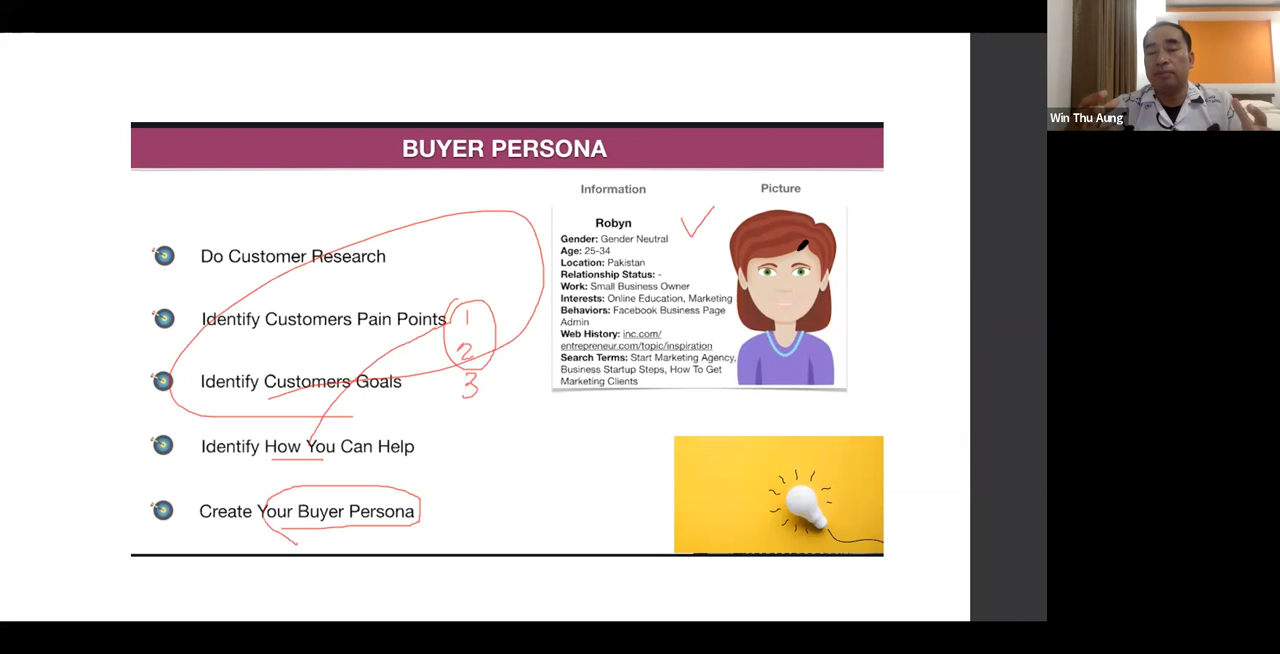 BUYER PERSONA
Do Customer Research
Identify Customers Pain Points
Identify Customers Goals
Identify How You Can Help
Create Your Buyer Persona
1
2
3
Information
Picture
Robyn
Gender: Gender Neutral
Age: 25-34
Location: Pakistan
Relationship Status: -
Work: Small Business Owner
Interests: Online Education, Marketing
Behaviors: Facebook Business Page
Admin
Web History: inc.com/
entrepreneur.com/topic/inspiration
Search Terms: Start Marketing Agency,
Business Startup Steps, How To Get
Marketing Clients
Win Thu Aung